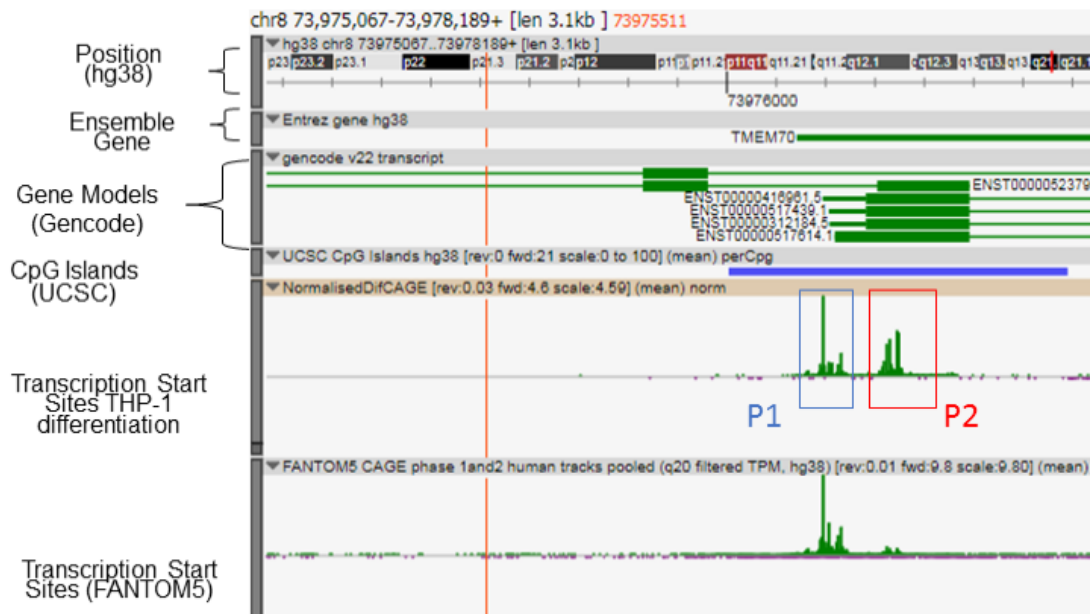 chr8 73,975,067-73,978,189+ [len 3.1kb ] 73975511
Position
(hg38)
hg38 chr8 73975067..73978189+ [len 3.1kb ]
p23 p23.2 p23.1 p22 p21.3 p21.2 p12 p11.2 p11 q11 q11.21 q11.2 q12.1 q12.3 q13 q13. q13. q21. q21.1
73976000
Ensemble
Gene
Entrez gene hg38
TMEM70
Gene Models
(Gencode)
gencode v22 transcript
ENST0000052379
ENST00000416961.5
ENST00000517439.1
ENST00000312184.5
ENST00000517614.1
CpG Islands
(UCSC)
UCSC CpG Islands hg38 [rev:0 fwd:21 scale:0 to 100] (mean) perCpg
NormalisedDifCAGE [rev:0.03 fwd:4.6 scale:4.59] (mean) norm
Transcription Start
Sites THP-1
differentiation
P1
P2
FANTOM5 CAGE phase 1and2 human tracks pooled (q20 filtered TPM, hg38) [rev:0.01 fwd:9.8 scale:9.80] (mean)
Transcription Start
Sites (FANTOM5)